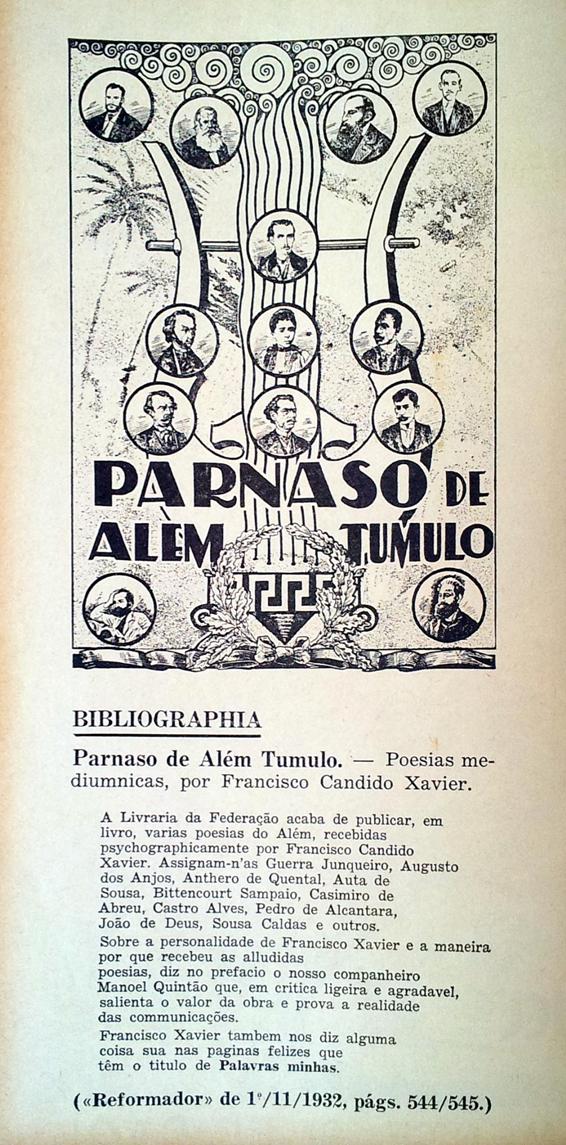 PARNASO DE
ALÈM TUMÚLO
BIBLIOGRAPHIA
Parnaso de Além Tumulo. — Poesias me-
diumnicas, por Francisco Candido Xavier.
A Livraria da Federação acaba de publicar, em
livro, varias poesias do Além, recebidas
psychographicamente por Francisco Candido
Xavier. Assignam-n'as Guerra Junqueiro, Augusto
dos Anjos, Anthero de Quental, Auta de
Sousa, Bittencourt Sampaio, Casimiro de
Abreu, Castro Alves, Pedro de Alcantara,
João de Deus, Sousa Caldas e outros.
Sobre a personalidade de Francisco Xavier e a maneira
por que recebeu as alludidas
poesias, diz no prefacio o nosso companheiro
Manoel Quintão que, em critica ligeira e agradavel,
salienta o valor da obra e prova a realidade
das communicações.
Francisco Xavier tambem nos diz alguma
coisa sua nas paginas felizes que
têm o titulo de Palavras minhas.
(«Reformador» de 1º/11/1932, págs. 544/545.)